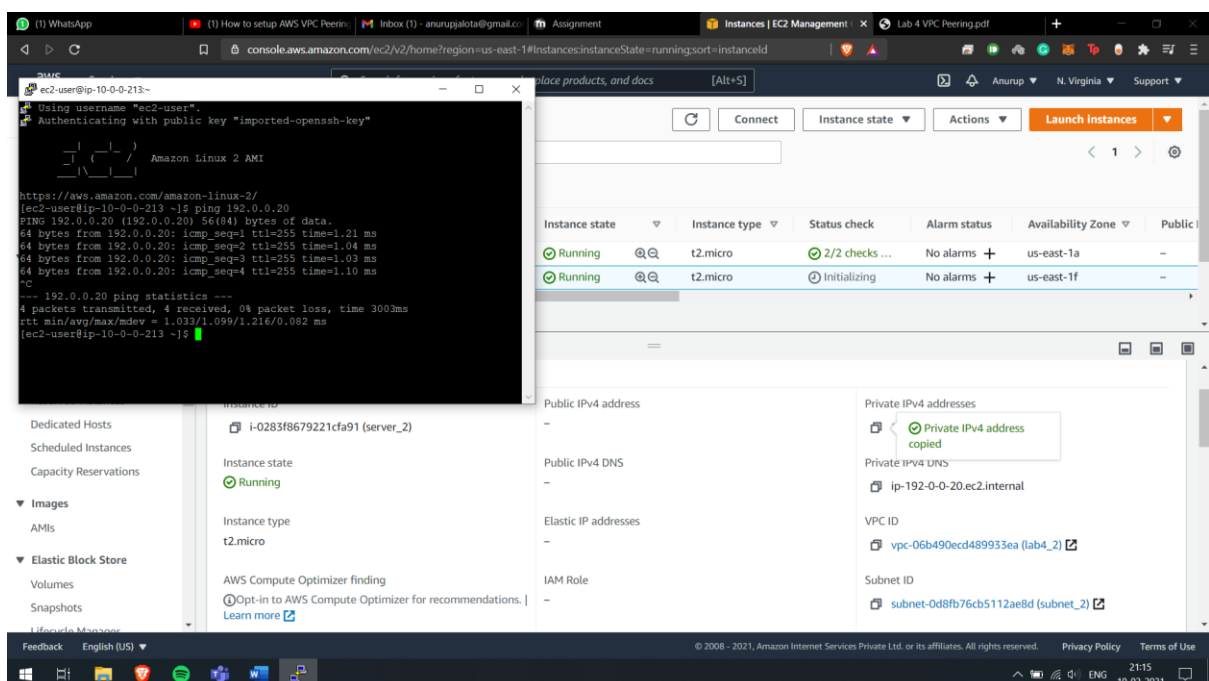 (1) WhatsApp
(1) How to setup AWS VPC Peering
Inbox (1) - anurupjalota@gmail.co
Assignment
Instances | EC2 Management
Lab 4 VPC Peering.pdf
console.aws.amazon.com/ec2/v2/home?region=us-east-1#Instances:instanceState=running;sort=instanceId
place products, and docs [Alt+S]
Anurup ▼ N. Virginia ▼ Support ▼
ec2-user@ip-10-0-0-213:~
Using username "ec2-user".
Authenticating with public key "imported-openssh-key"
__| __|_ )
_| ( / Amazon Linux 2 AMI
___|\___|___|
https://aws.amazon.com/amazon-linux-2/
[ec2-user@ip-10-0-0-213 ~]$ ping 192.0.0.20
PING 192.0.0.20 (192.0.0.20) 56(84) bytes of data.
64 bytes from 192.0.0.20: icmp_seq=1 ttl=255 time=1.21 ms
64 bytes from 192.0.0.20: icmp_seq=2 ttl=255 time=1.04 ms
64 bytes from 192.0.0.20: icmp_seq=3 ttl=255 time=1.03 ms
64 bytes from 192.0.0.20: icmp_seq=4 ttl=255 time=1.10 ms
^C
--- 192.0.0.20 ping statistics ---
4 packets transmitted, 4 received, 0% packet loss, time 3003ms
rtt min/avg/max/mdev = 1.033/1.099/1.216/0.082 ms
[ec2-user@ip-10-0-0-213 ~]$
Connect Instance state ▼ Actions ▼ Launch instances ▼
< 1 >
Instance state Instance type Status check Alarm status Availability Zone Public
Running t2.micro 2/2 checks ... No alarms + us-east-1a –
Running t2.micro Initializing No alarms + us-east-1f –
Dedicated Hosts
Scheduled Instances
Capacity Reservations
▼ Images
AMIs
▼ Elastic Block Store
Volumes
Snapshots
Lifecycle Manager
Instance ID
i-0283f8679221cfa91 (server_2)
Public IPv4 address
–
Private IPv4 addresses
Private IPv4 address
copied
Instance state
Running
Public IPv4 DNS
–
Private IPv4 DNS
ip-192-0-0-20.ec2.internal
Instance type
t2.micro
Elastic IP addresses
–
VPC ID
vpc-06b490ecd489933ea (lab4_2)
AWS Compute Optimizer finding
Opt-in to AWS Compute Optimizer for recommendations. |
Learn more
IAM Role
–
Subnet ID
subnet-0d8fb76cb5112ae8d (subnet_2)
Feedback English (US) ▼
© 2008 - 2021, Amazon Internet Services Private Ltd. or its affiliates. All rights reserved. Privacy Policy Terms of Use
ENG
21:15